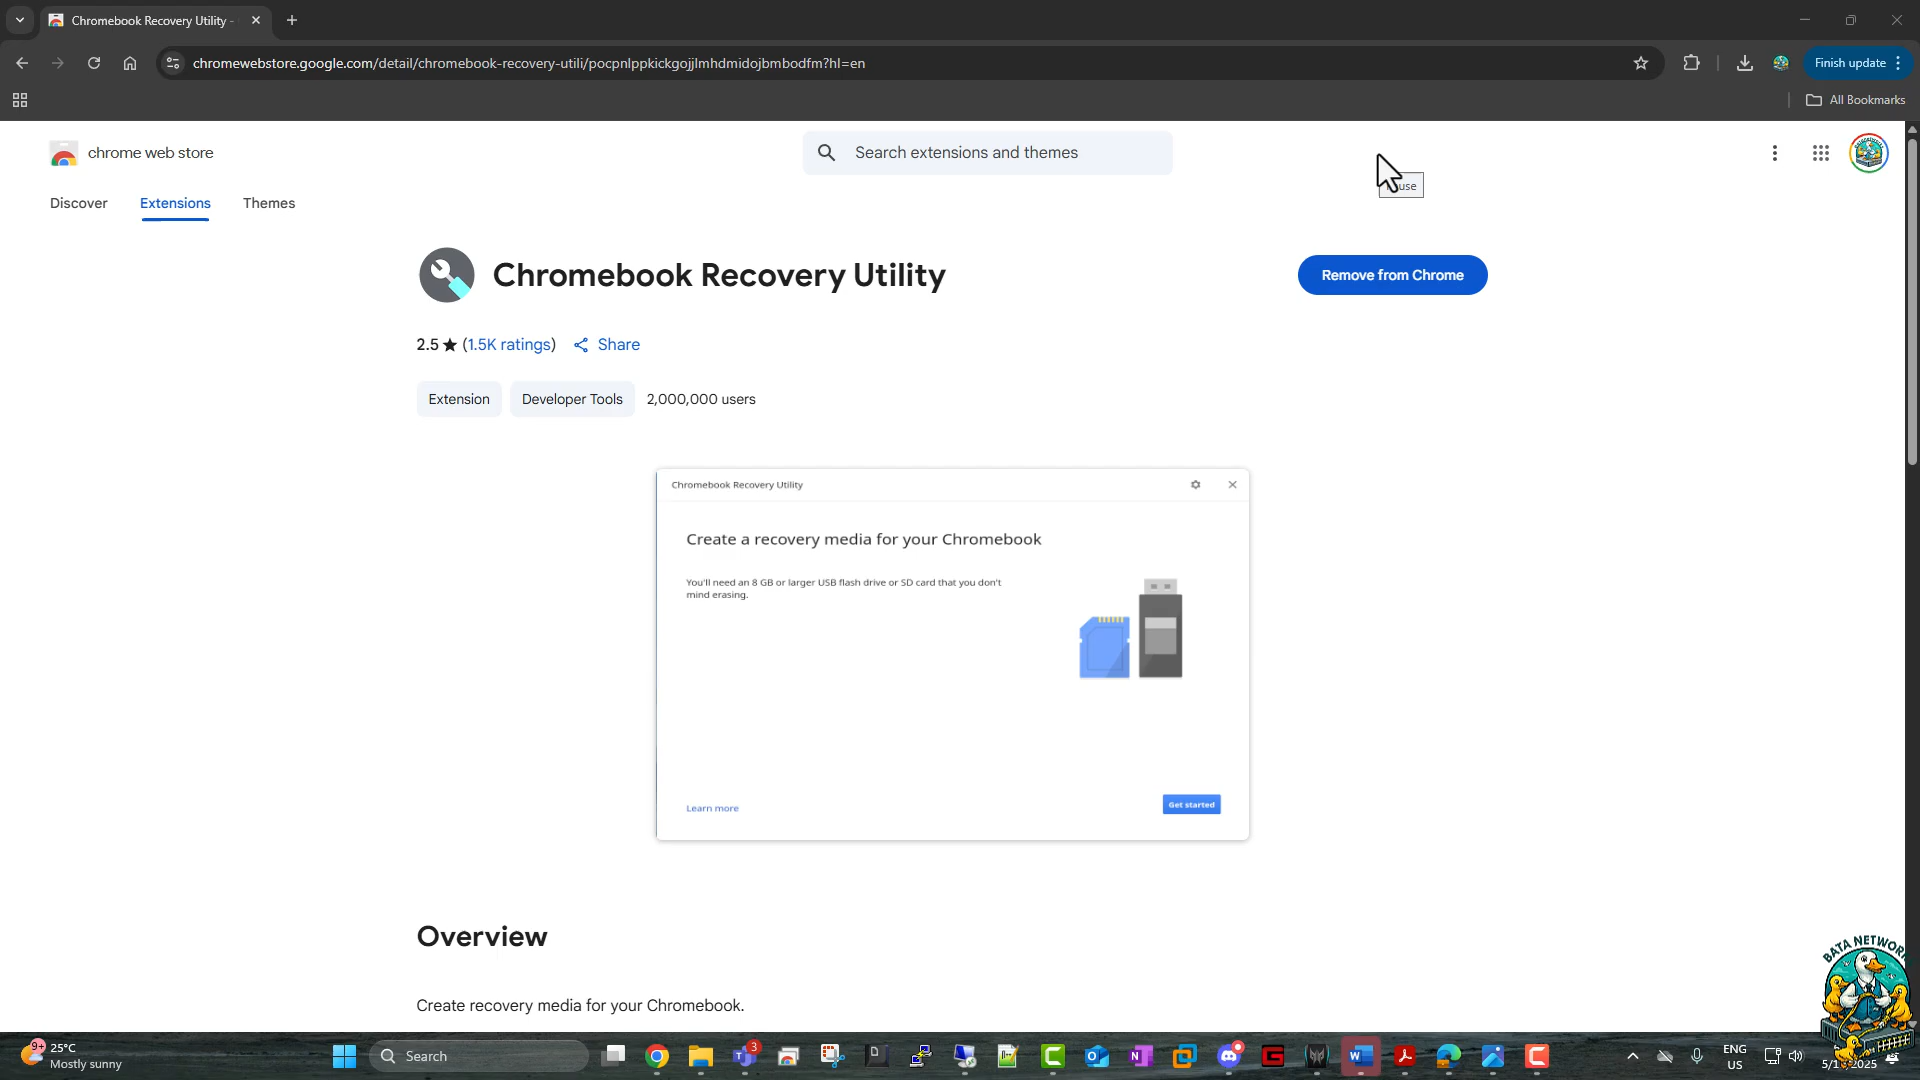 Chromebook Recovery Utility -
chromewebstore.google.com/detail/chromebook-recovery-utili/pocpnlppkickgojjlmhdmidojbmbodfm?hl=en
Finish update
All Bookmarks
chrome web store
Search extensions and themes
Discover
Extensions
Themes
Chromebook Recovery Utility
Remove from Chrome
2.5★ (1.5K ratings)
Share
Extension
Developer Tools
2,000,000 users
Chromebook Recovery Utility
Create a recovery media for your Chromebook
You'll need an 8 GB or larger USB flash drive or SD card that you don't
mind erasing.
Learn more
Get started
Overview
Create recovery media for your Chromebook.
BATA NETWORK
9+
25°C
Mostly sunny
Search
3
ENG
US